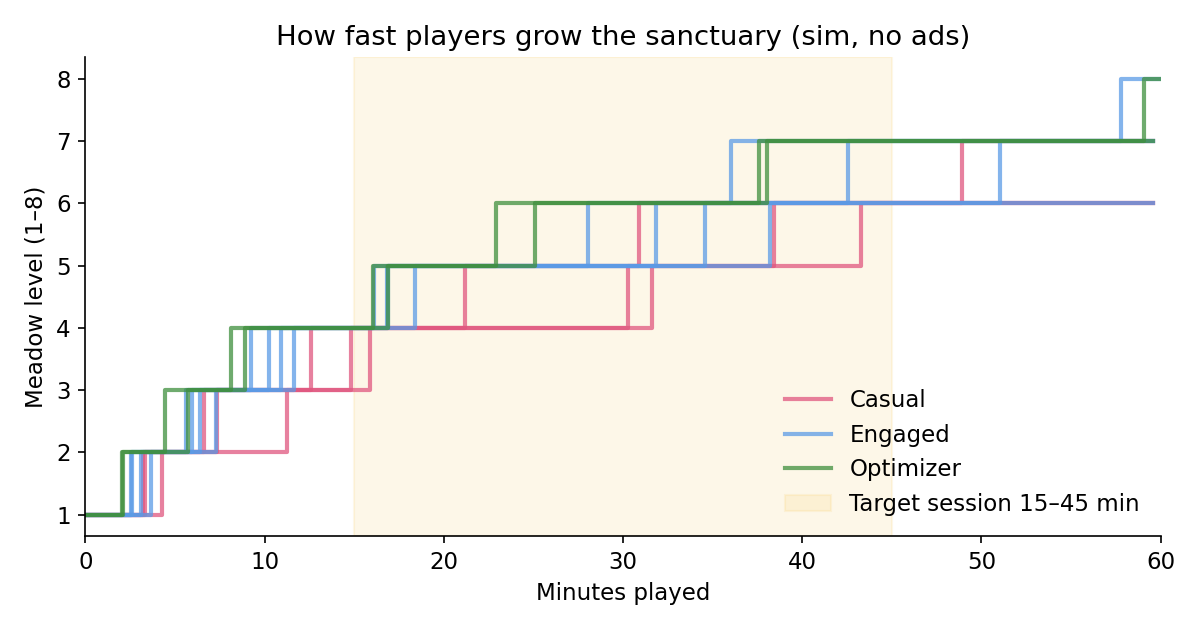 How fast players grow the sanctuary (sim, no ads)
Meadow level (1–8)
8
7
6
5
4
3
2
1
Casual
Engaged
Optimizer
Target session 15–45 min
0 10 20 30 40 50 60
Minutes played